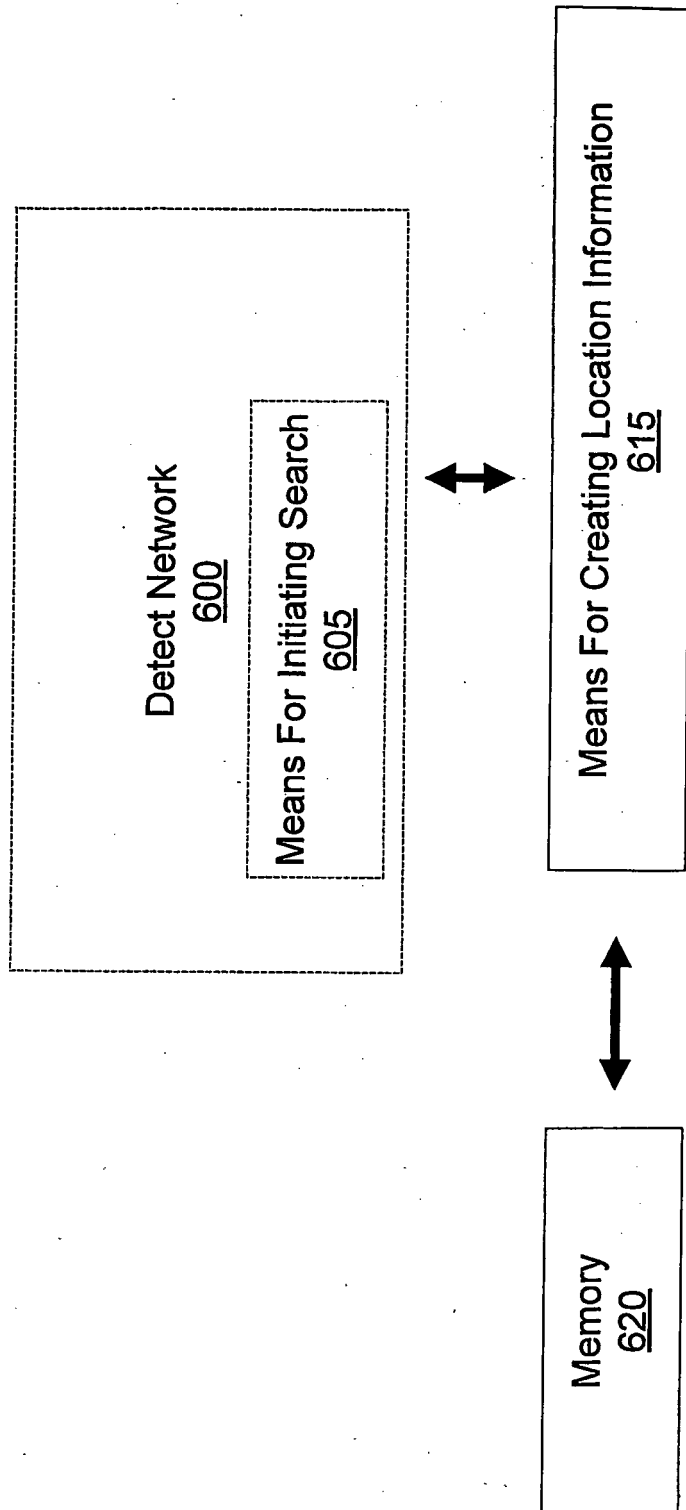 Detect Network
600
Means For Initiating Search
605
Means For Creating Location Information
615
Memory
620